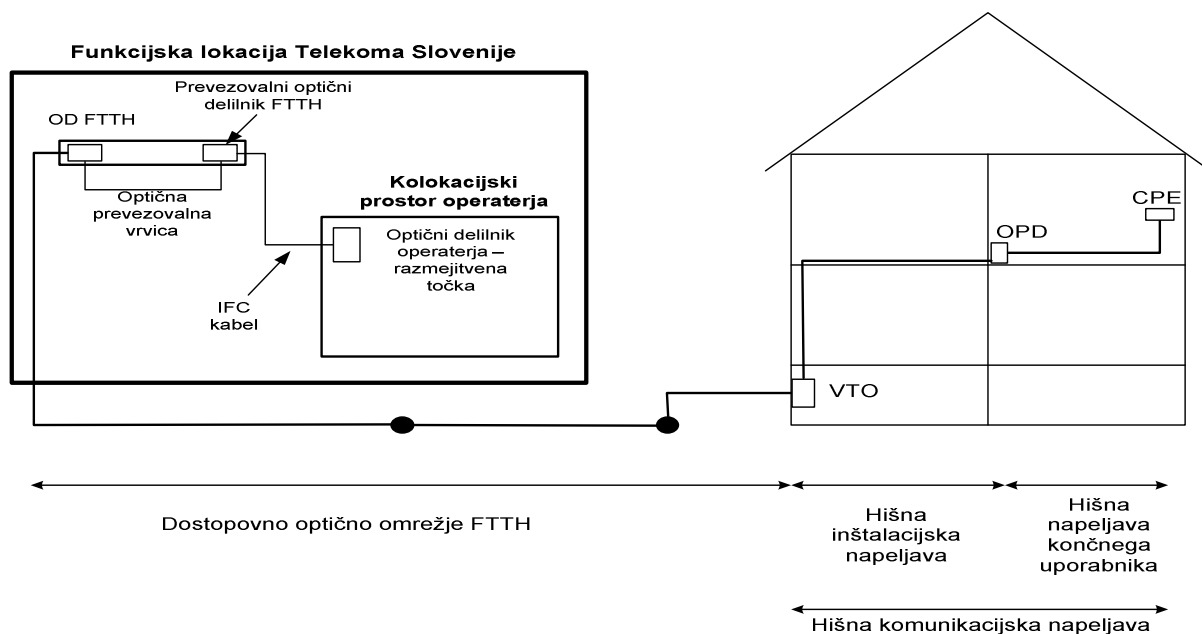 Funkcijska lokacija Telekoma Slovenije
Prevezovalni optični
delilnik FTTH
OD FTTH
Optična
prevezovalna
vrvica
Kolokacijski
prostor operaterja
Optični delilnik
operaterja –
razmejitvena
točka
IFC
kabel
CPE
OPD
VTO
Dostopovno optično omrežje FTTH
Hišna
inštalacijska
napeljava
Hišna
napeljava
končnega
uporabnika
Hišna komunikacijska napeljava